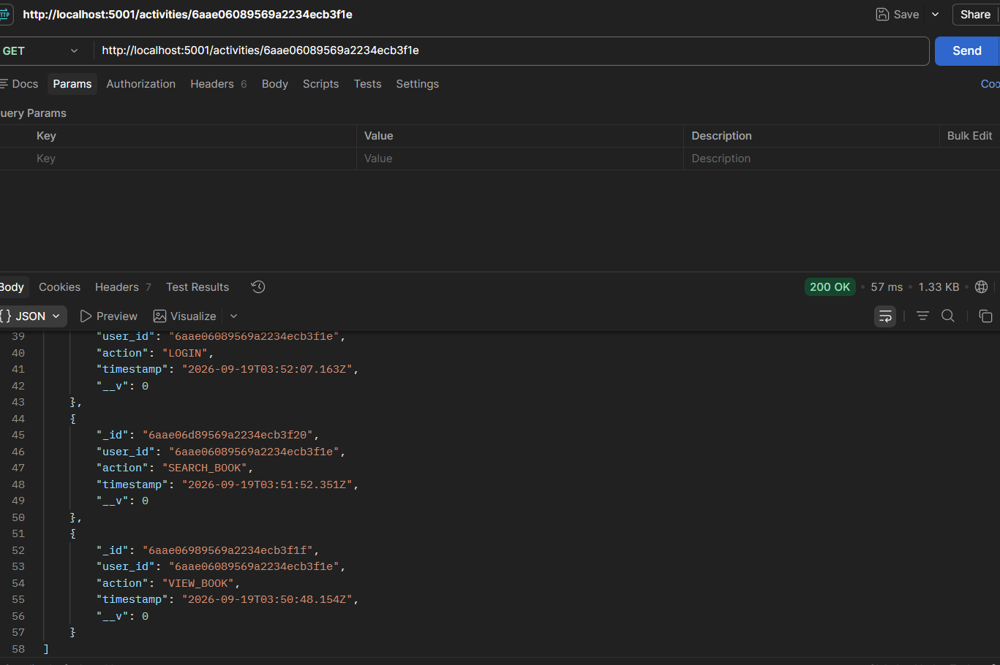 http://localhost:5001/activities/6aae06089569a2234ecb3f1e
Save
Share
GET
http://localhost:5001/activities/6aae06089569a2234ecb3f1e
Send
Docs Params Authorization Headers 6 Body Scripts Tests Settings
Coo
uery Params
Key Value Description Bulk Edit
Key Value Description
Body Cookies Headers 7 Test Results
200 OK • 57 ms • 1.33 KB •
{} JSON Preview Visualize
39 "user_id": "6aae06089569a2234ecb3f1e",
40 "action": "LOGIN",
41 "timestamp": "2026-09-19T03:52:07.163Z",
42 "__v": 0
43 },
44 {
45 "_id": "6aae06d89569a2234ecb3f20",
46 "user_id": "6aae06089569a2234ecb3f1e",
47 "action": "SEARCH_BOOK",
48 "timestamp": "2026-09-19T03:51:52.351Z",
49 "__v": 0
50 },
51 {
52 "_id": "6aae06989569a2234ecb3f1f",
53 "user_id": "6aae06089569a2234ecb3f1e",
54 "action": "VIEW_BOOK",
55 "timestamp": "2026-09-19T03:50:48.154Z",
56 "__v": 0
57 }
58 ]